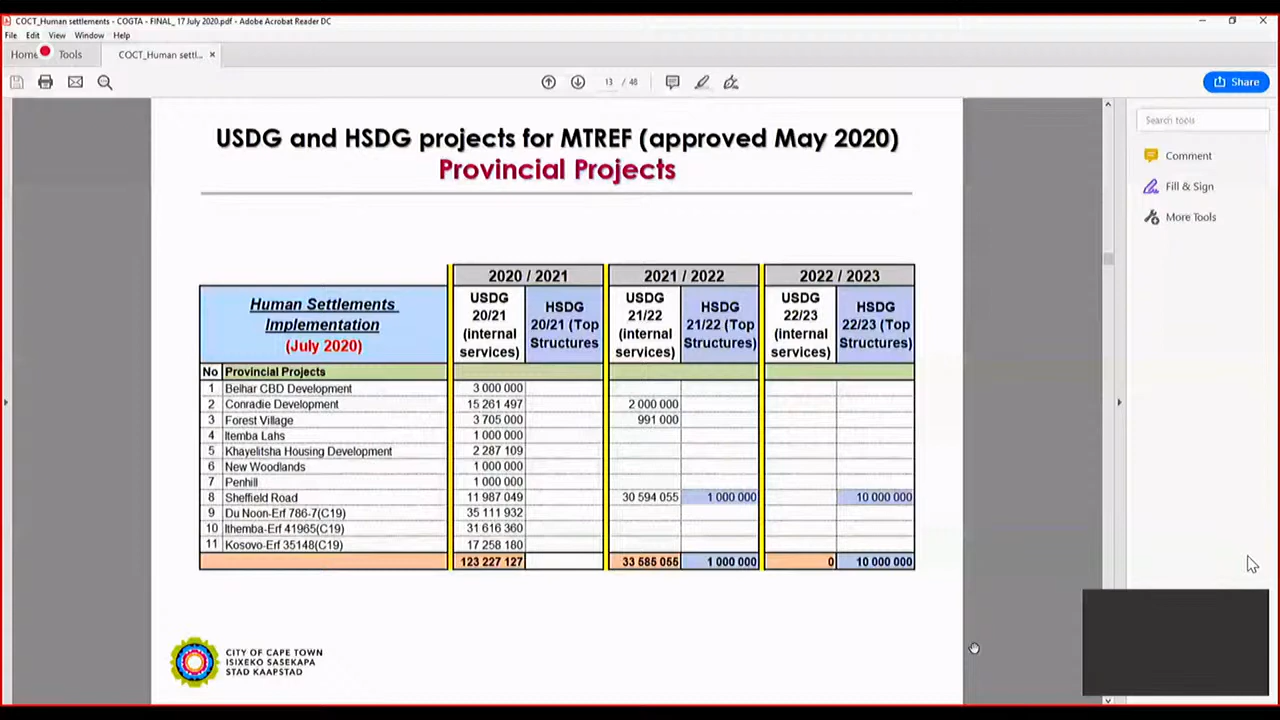 COCT_Human settlements - COGTA - FINAL_ 17 July 2020.pdf - Adobe Acrobat Reader DC
File Edit View Window Help
Home Tools COCT_Human settl... ×
13 / 48 Share
USDG and HSDG projects for MTREF (approved May 2020)
Provincial Projects
Search tools
Comment
Fill & Sign
More Tools
2020 / 2021 2021 / 2022 2022 / 2023
Human Settlements
Implementation
(July 2020)
USDG
20/21
(internal
services)
HSDG
20/21 (Top
Structures
USDG
21/22
(internal
services)
HSDG
21/22 (Top
Structures)
USDG
22/23
(internal
services)
HSDG
22/23 (Top
Structures)
No Provincial Projects
1 Belhar CBD Development 3 000 000
2 Conradie Development 15 261 497 2 000 000
3 Forest Village 3 705 000 991 000
4 Itemba Lahs 1 000 000
5 Khayelitsha Housing Development 2 287 109
6 New Woodlands 1 000 000
7 Penhill 1 000 000
8 Sheffield Road 11 987 049 30 594 055 1 000 000 10 000 000
9 Du Noon-Erf 786-7(C19) 35 111 932
10 Ithemba-Erf 41965(C19) 31 616 360
11 Kosovo-Erf 35148(C19) 17 258 180
123 227 127 33 585 055 1 000 000 0 10 000 000
CITY OF CAPE TOWN
ISIXEKO SASEKAPA
STAD KAAPSTAD